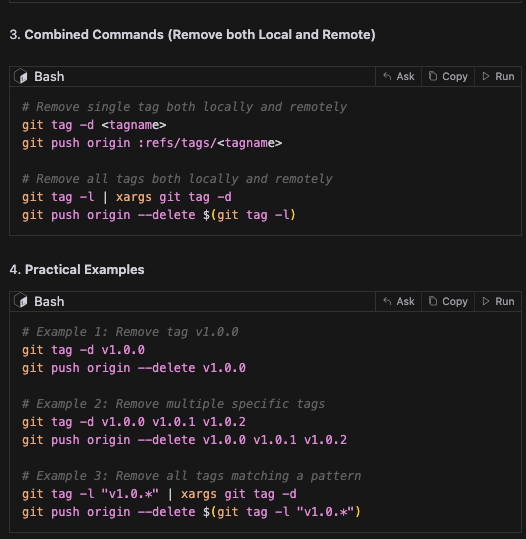 3. Combined Commands (Remove both Local and Remote)
Bash
Ask
Copy
Run
# Remove single tag both locally and remotely
git tag -d <tagname>
git push origin :refs/tags/<tagname>
# Remove all tags both locally and remotely
git tag -l | xargs git tag -d
git push origin --delete $(git tag -l)
4. Practical Examples
Bash
Ask
Copy
Run
# Example 1: Remove tag v1.0.0
git tag -d v1.0.0
git push origin --delete v1.0.0
# Example 2: Remove multiple specific tags
git tag -d v1.0.0 v1.0.1 v1.0.2
git push origin --delete v1.0.0 v1.0.1 v1.0.2
# Example 3: Remove all tags matching a pattern
git tag -l "v1.0.*" | xargs git tag -d
git push origin --delete $(git tag -l "v1.0.*")